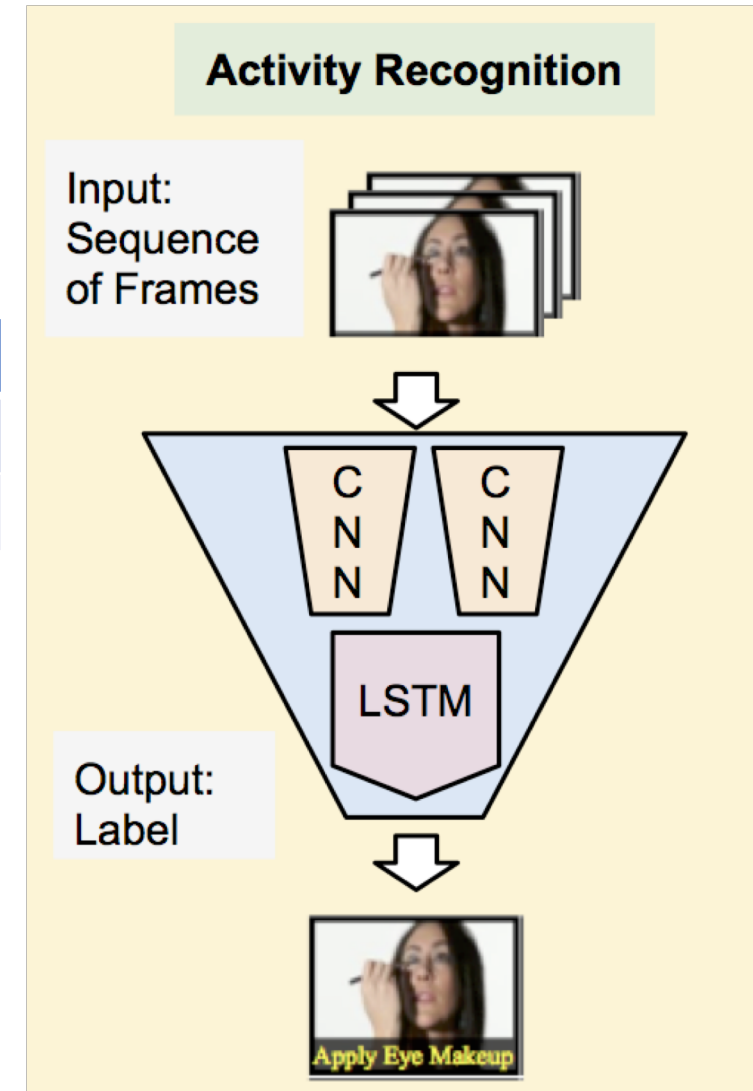 Activity Recognition
Input:
Sequence
of Frames
C
N
N
C
N
N
LSTM
Output:
Label
Apply Eye Makeup